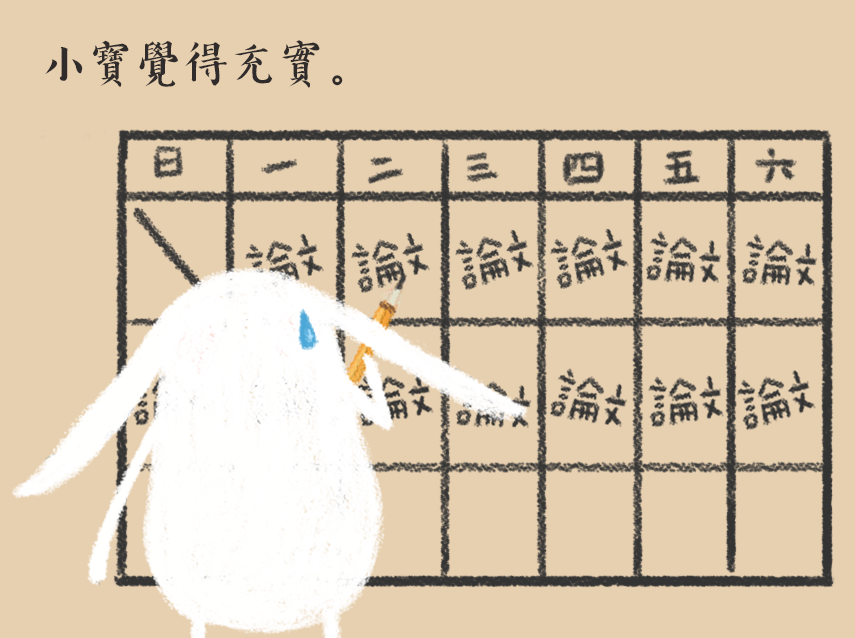 小寶覺得充實。
日 一 二 三 四 五 六
論文 論文 論文 論文 論文 論文
論文 論文 論文 論文 論文